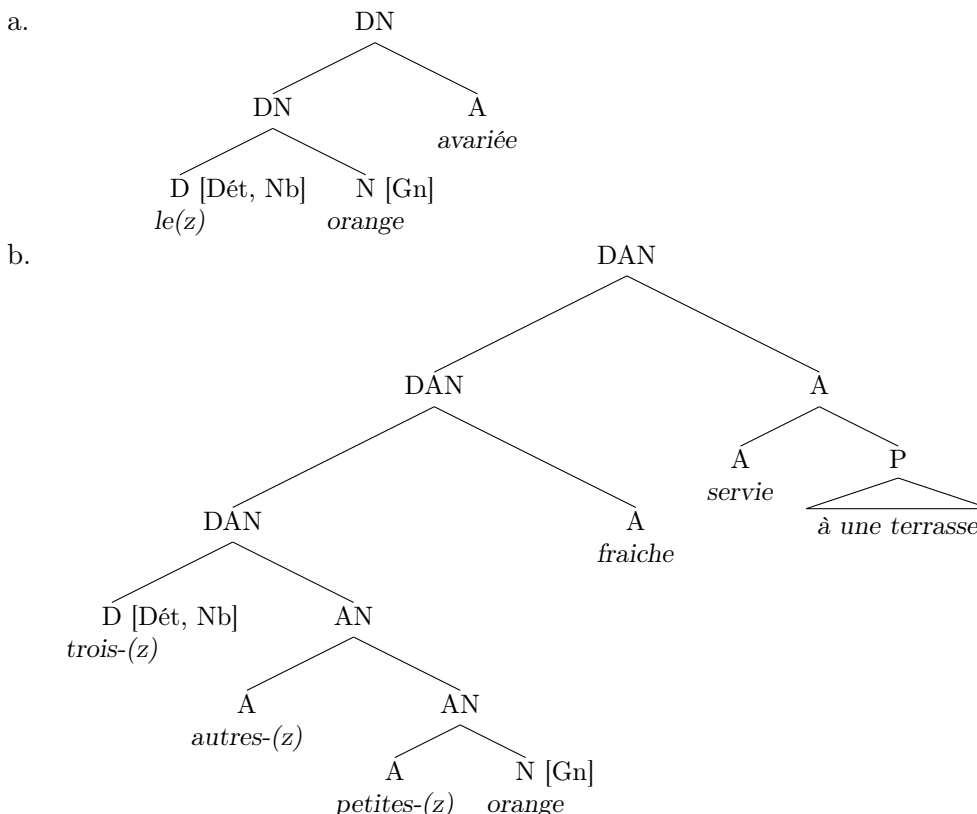 a.
DN
DN A
avariée
D [Dét, Nb] N [Gn]
le(z) orange
b.
DAN
DAN A
A P
servie
DAN A
à une terrasse
fraiche
D [Dét, Nb] AN
trois-(z)
A AN
autres-(z)
A N [Gn]
petites-(z) orange